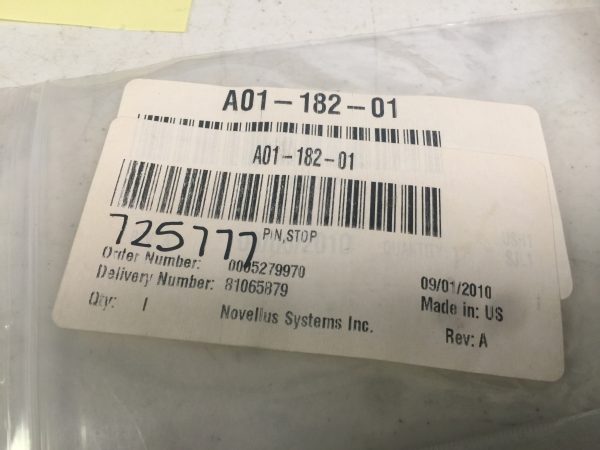 A01-182-01
A01-182-01
725777
PIN,STOP
Order Number: 0005279970
Delivery Number: 81065879
09/01/2010
Qty: 1 Novellus Systems Inc. Made in: US
Rev: A